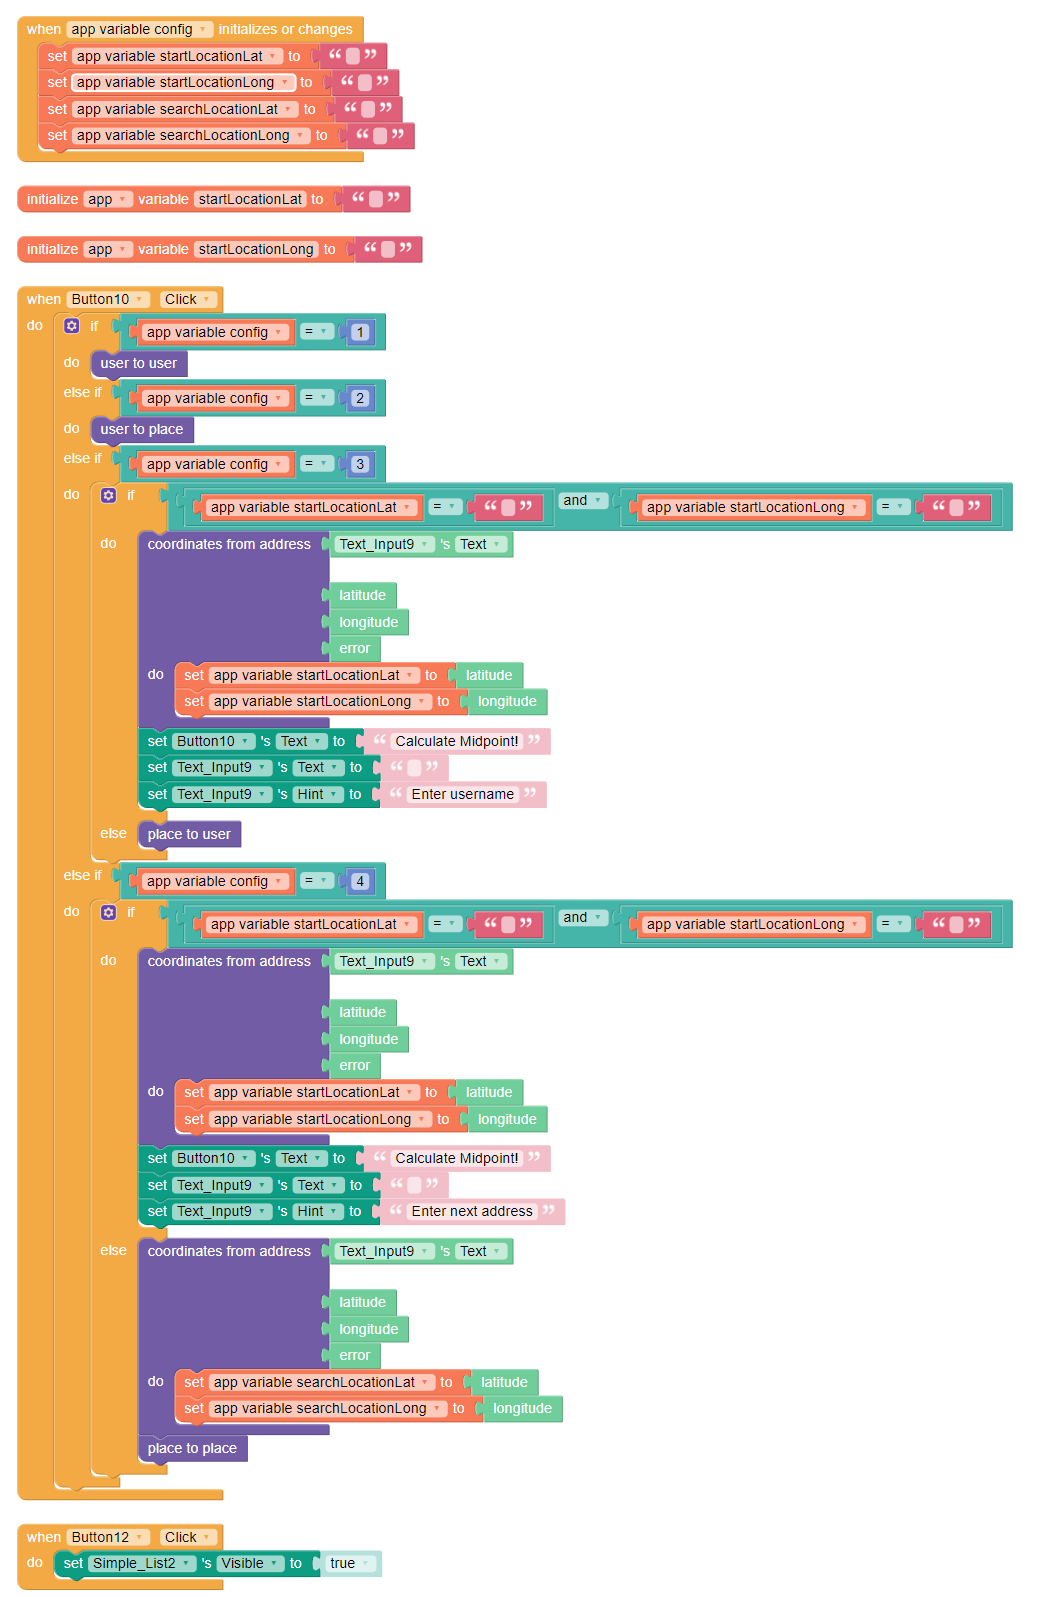 when app variable config initializes or changes
set app variable startLocationLat to “ ”
set app variable startLocationLong to “ ”
set app variable searchLocationLat to “ ”
set app variable searchLocationLong to “ ”
initialize app variable startLocationLat to “ ”
initialize app variable startLocationLong to “ ”
when Button10 Click
do if app variable config = 1
do user to user
else if app variable config = 2
do user to place
else if app variable config = 3
do if app variable startLocationLat = “ ” and app variable startLocationLong = “ ”
do coordinates from address Text_Input9 's Text
latitude
longitude
error
do set app variable startLocationLat to latitude
set app variable startLocationLong to longitude
set Button10 's Text to “ Calculate Midpoint! ”
set Text_Input9 's Text to “ ”
set Text_Input9 's Hint to “ Enter username ”
else place to user
else if app variable config = 4
do if app variable startLocationLat = “ ” and app variable startLocationLong = “ ”
do coordinates from address Text_Input9 's Text
latitude
longitude
error
do set app variable startLocationLat to latitude
set app variable startLocationLong to longitude
set Button10 's Text to “ Calculate Midpoint! ”
set Text_Input9 's Text to “ ”
set Text_Input9 's Hint to “ Enter next address ”
else coordinates from address Text_Input9 's Text
latitude
longitude
error
do set app variable searchLocationLat to latitude
set app variable searchLocationLong to longitude
place to place
when Button12 Click
do set Simple_List2 's Visible to true